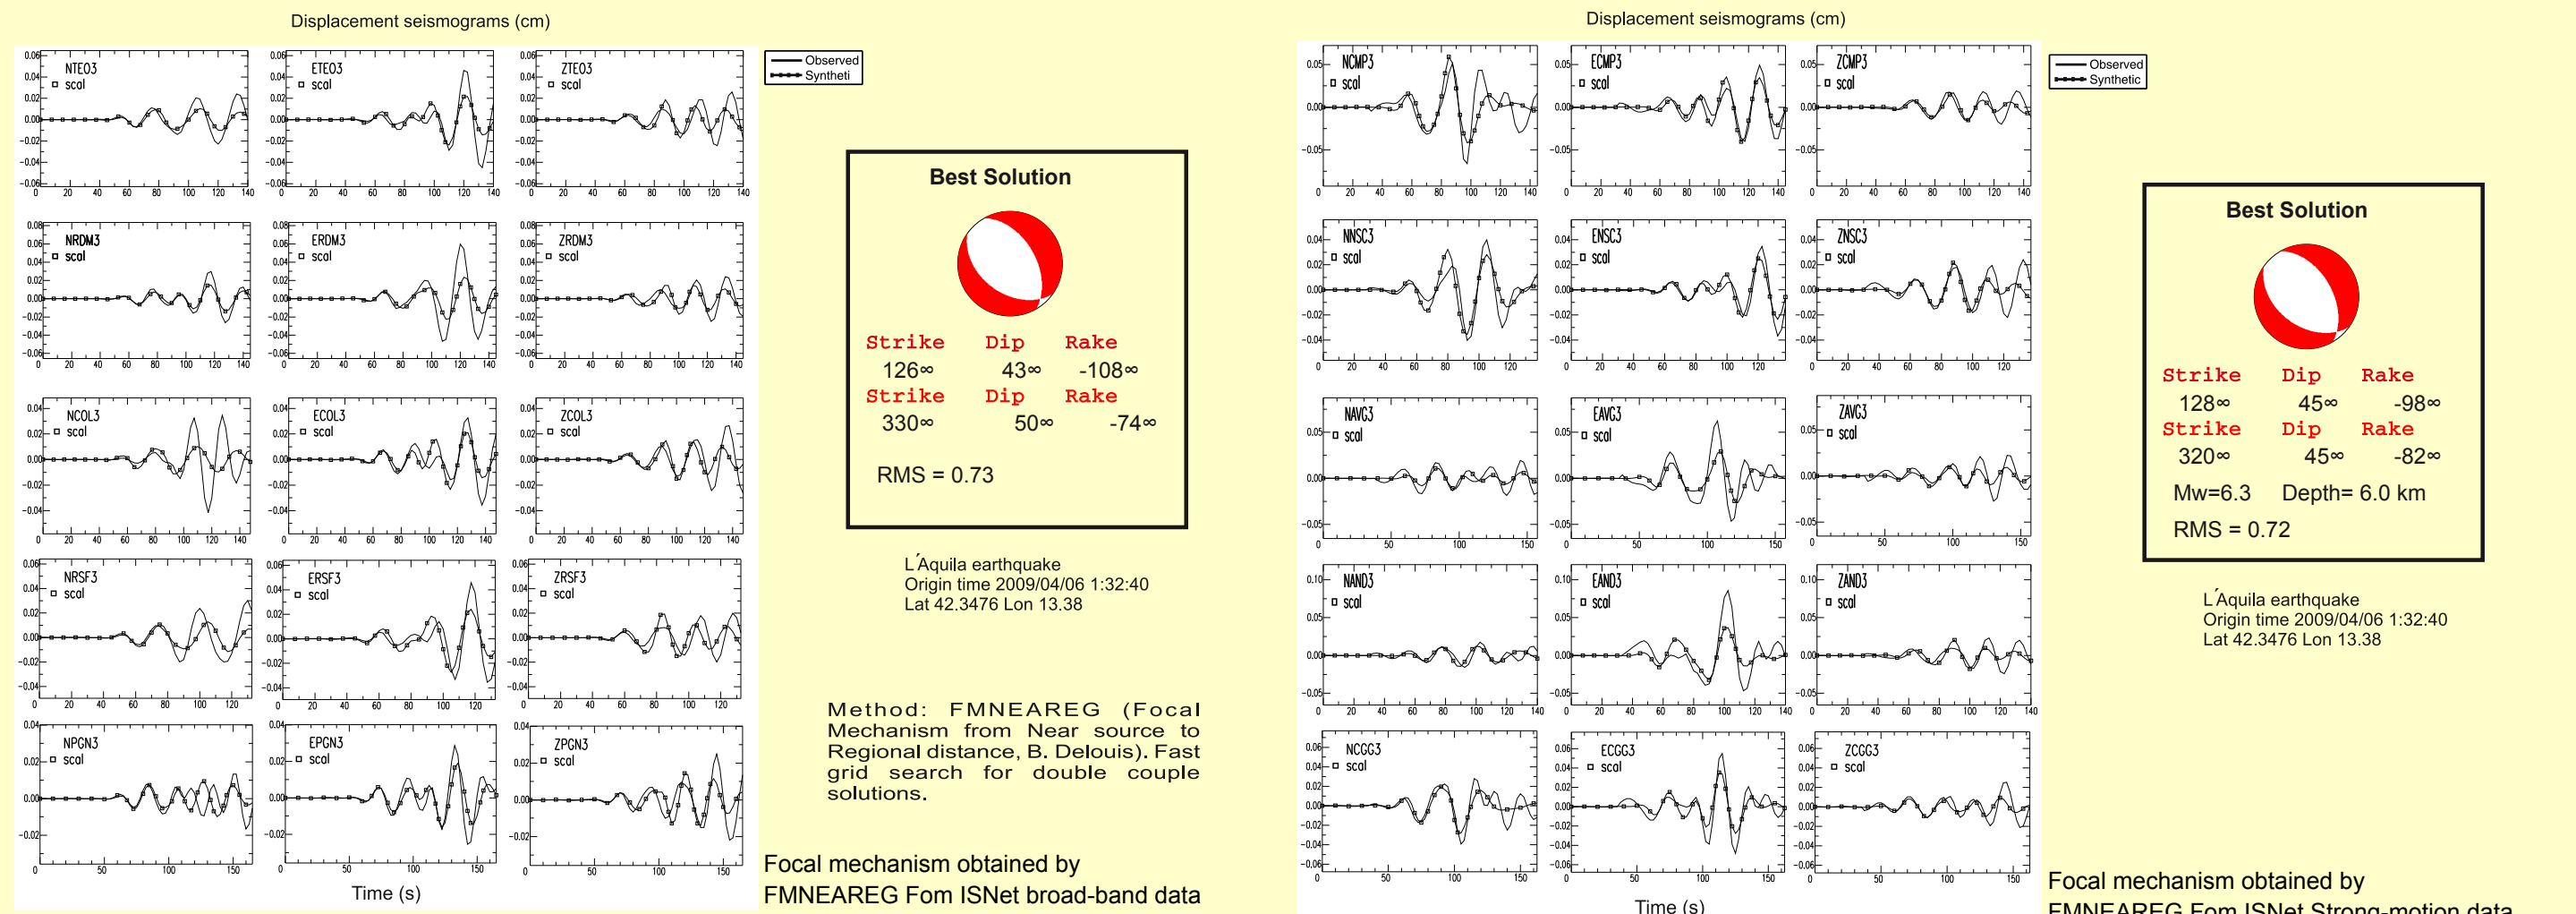 Displacement seismograms (cm)
NTEO3
scal
ETEO3
scal
ZTEO3
scal
NRDM3
scal
ERDM3
scal
ZRDM3
scal
NCOL3
scal
ECOL3
scal
ZCOL3
scal
NRSF3
scal
ERSF3
scal
ZRSF3
scal
NPGN3
scal
EPGN3
scal
ZPGN3
scal
Time (s)
Observed
Syntheti
Best Solution
Strike Dip Rake
126∞ 43∞ -108∞
Strike Dip Rake
330∞ 50∞ -74∞
RMS = 0.73
L´Aquila earthquake
Origin time 2009/04/06 1:32:40
Lat 42.3476 Lon 13.38
Method: FMNEAREG (Focal
Mechanism from Near source to
Regional distance, B. Delouis). Fast
grid search for double couple
solutions.
Focal mechanism obtained by
FMNEAREG Fom ISNet broad-band data
Displacement seismograms (cm)
NCMP3
scal
ECMP3
scal
ZCMP3
scal
NNSC3
scal
ENSC3
scal
ZNSC3
scal
NAVG3
scal
EAVG3
scal
ZAVG3
scal
NAND3
scal
EAND3
scal
ZAND3
scal
NCGG3
scal
ECGG3
scal
ZCGG3
scal
Time (s)
Observed
Synthetic
Best Solution
Strike Dip Rake
128∞ 45∞ -98∞
Strike Dip Rake
320∞ 45∞ -82∞
Mw=6.3 Depth= 6.0 km
RMS = 0.72
L´Aquila earthquake
Origin time 2009/04/06 1:32:40
Lat 42.3476 Lon 13.38
Focal mechanism obtained by
FMNEAREG Fom ISNet Strong-motion data